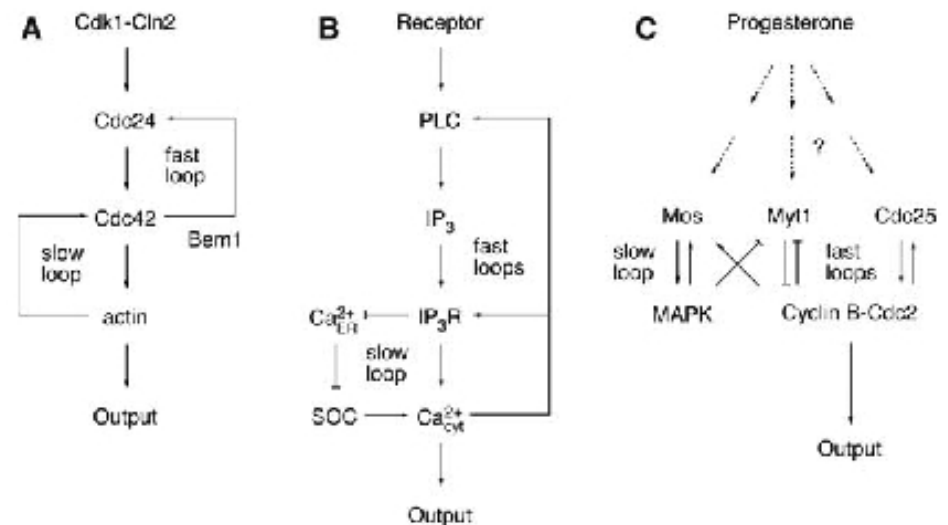 A
Cdk1-Cln2
Cdc24
fast
loop
Cdc42
Bem1
slow
loop
actin
Output
B
Receptor
PLC
IP3
fast
loops
Ca2+ER
IP3R
slow
loop
SOC
Ca2+cyt
Output
C
Progesterone
?
Mos
Myt1
Cdc25
slow
loop
fast
loops
MAPK
Cyclin B-Cdc2
Output